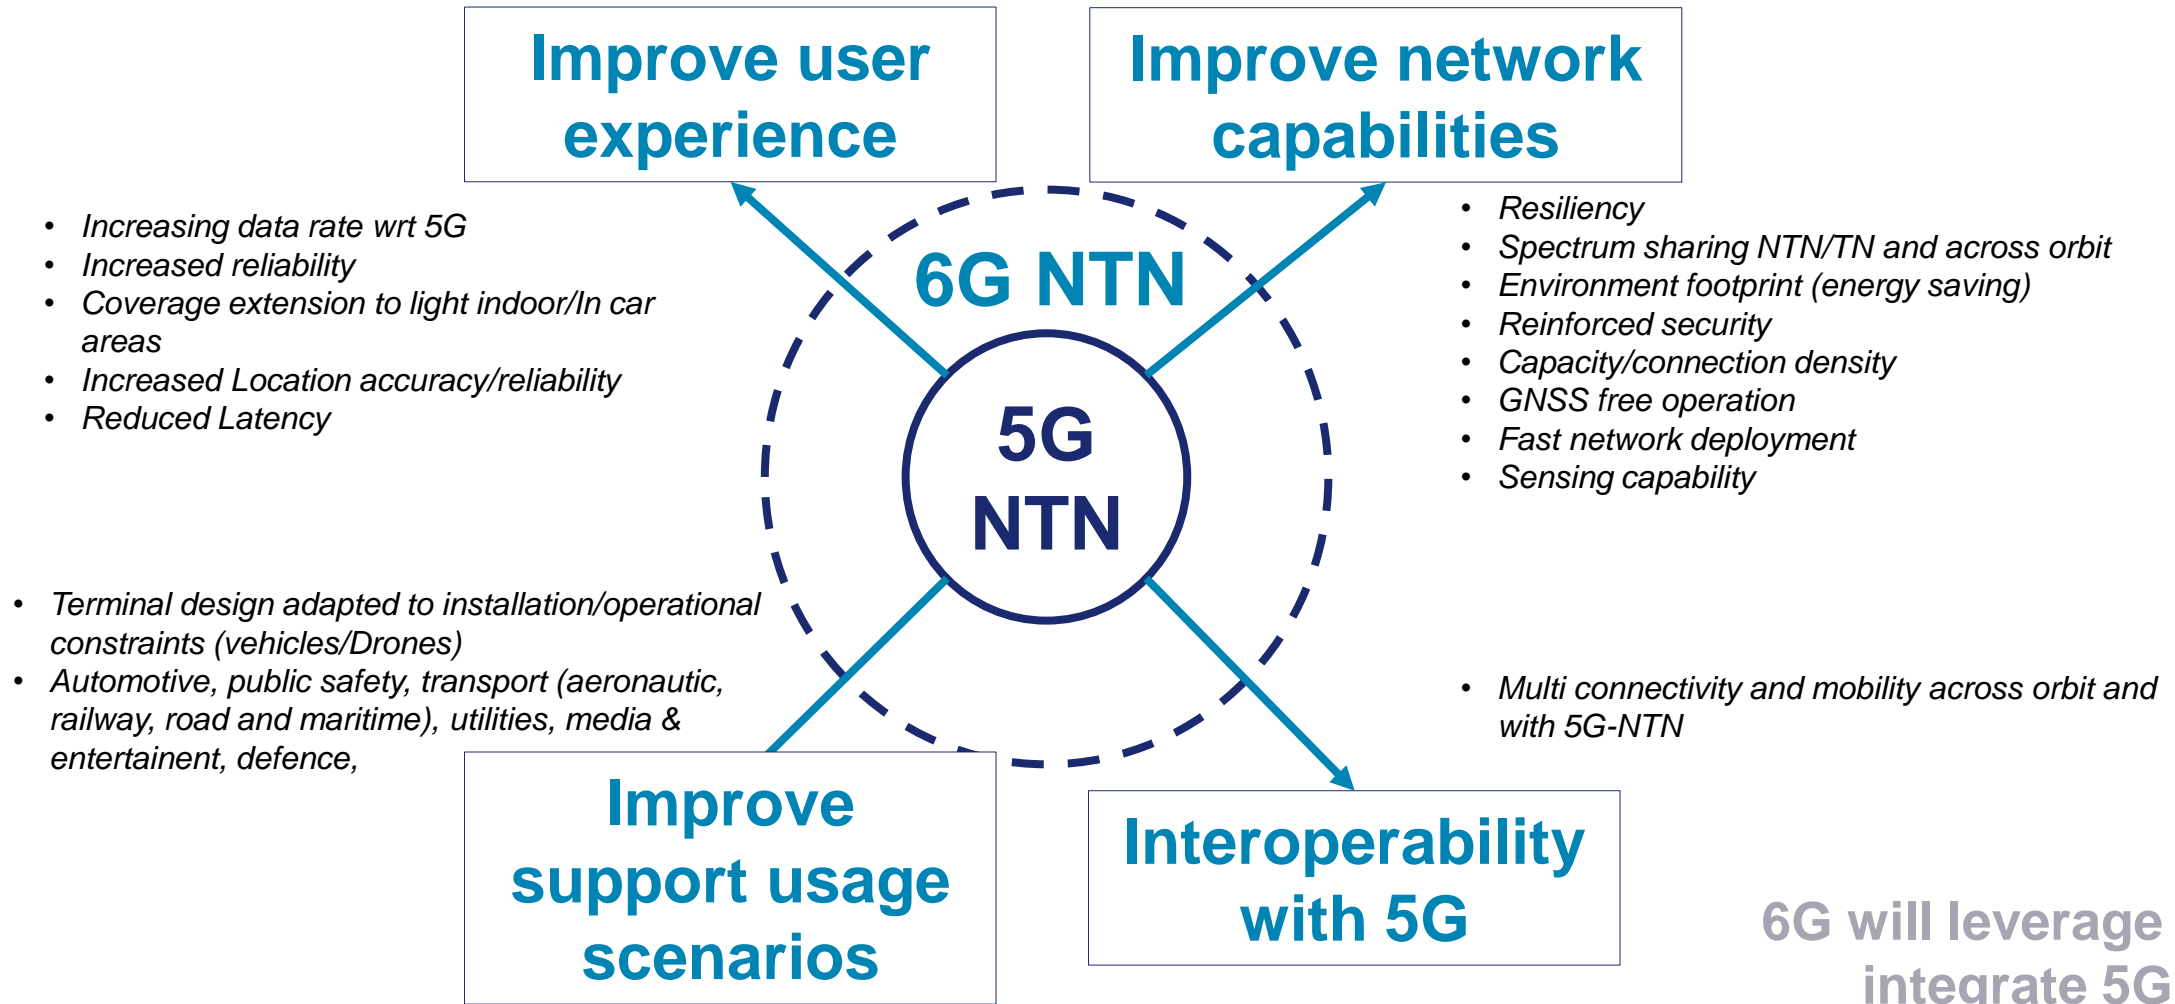 Improve user
experience
Improve network
capabilities
• Increasing data rate wrt 5G
• Increased reliability
• Coverage extension to light indoor/In car
areas
• Increased Location accuracy/reliability
• Reduced Latency
6G NTN
5G
NTN
• Resiliency
• Spectrum sharing NTN/TN and across orbit
• Environment footprint (energy saving)
• Reinforced security
• Capacity/connection density
• GNSS free operation
• Fast network deployment
• Sensing capability
• Terminal design adapted to installation/operational
constraints (vehicles/Drones)
• Automotive, public safety, transport (aeronautic,
railway, road and maritime), utilities, media &
entertainent, defence,
• Multi connectivity and mobility across orbit and
with 5G-NTN
Improve
support usage
scenarios
Interoperability
with 5G
6G will leverage
integrate 5G